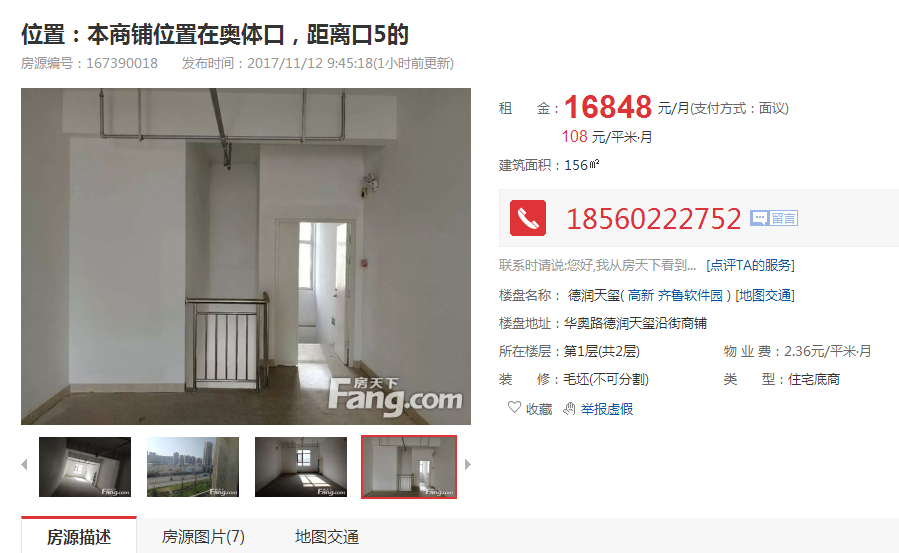 位置：本商铺位置在奥体口，距离口5的
房源编号：167390018 发布时间：2017/11/12 9:45:18(1小时前更新)
租 金：16848 元/月(支付方式：面议)
108 元/平米·月
建筑面积：156㎡
18560222752 留言
联系时请说:您好,我从房天下看到... [点评TA的服务]
楼盘名称： 德润天玺( 高新 齐鲁软件园 ) [地图交通]
楼盘地址：华奥路德润天玺沿街商铺
所在楼层：第1层(共2层) 物 业 费：2.36元/平米·月
装 修：毛坯(不可分割) 类 型：住宅底商
收藏 举报虚假
房天下
Fang.com
Fang.com
Fang.com
Fang.com
Fang.com
房源描述 房源图片(7) 地图交通